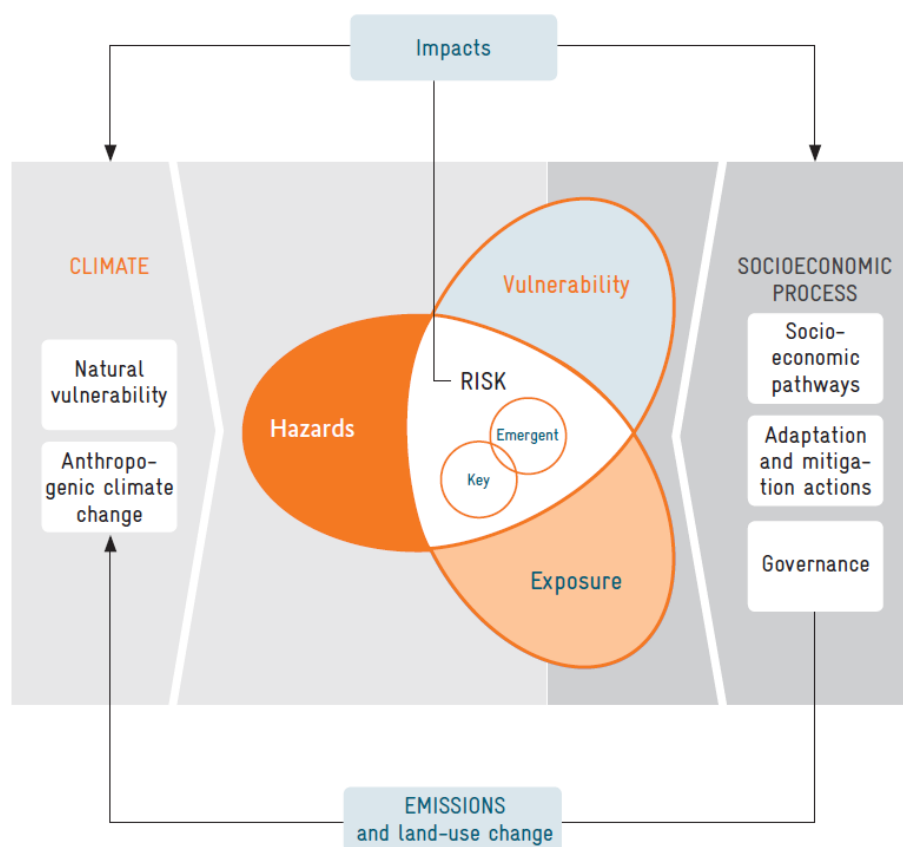 Impacts
CLIMATE
Natural
vulnerability
Anthropo-
genic climate
change
Hazards
Vulnerability
RISK
Emergent
Key
Exposure
SOCIOECONOMIC
PROCESS
Socio-
economic
pathways
Adaptation
and mitiga-
tion actions
Governance
EMISSIONS
and land-use change